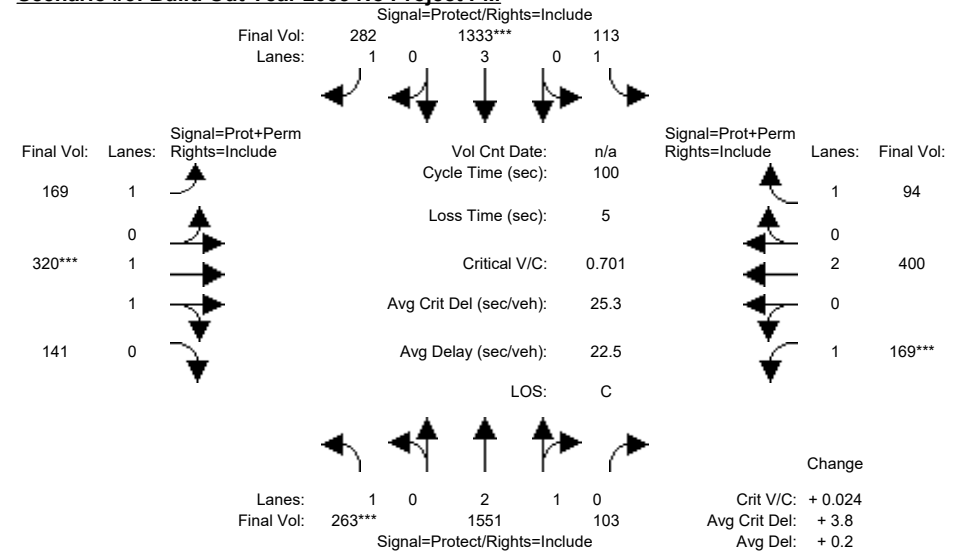 Scenario #5: Build Out Year 2035 No Project PM
Signal=Protect/Rights=Include
Final Vol: 282 1333*** 113
Lanes: 1 0 3 0 1
Signal=Prot+Perm Signal=Prot+Perm
Final Vol: Lanes: Rights=Include Vol Cnt Date: n/a Rights=Include Lanes: Final Vol:
Cycle Time (sec): 100
169 1 1 94
Loss Time (sec): 5
0 0
320*** 1 Critical V/C: 0.701 2 400
1 Avg Crit Del (sec/veh): 25.3 0
141 0 Avg Delay (sec/veh): 22.5 1 169***
LOS: C
Change
Lanes: 1 0 2 1 0 Crit V/C: + 0.024
Final Vol: 263*** 1551 103 Avg Crit Del: + 3.8
Signal=Protect/Rights=Include Avg Del: + 0.2